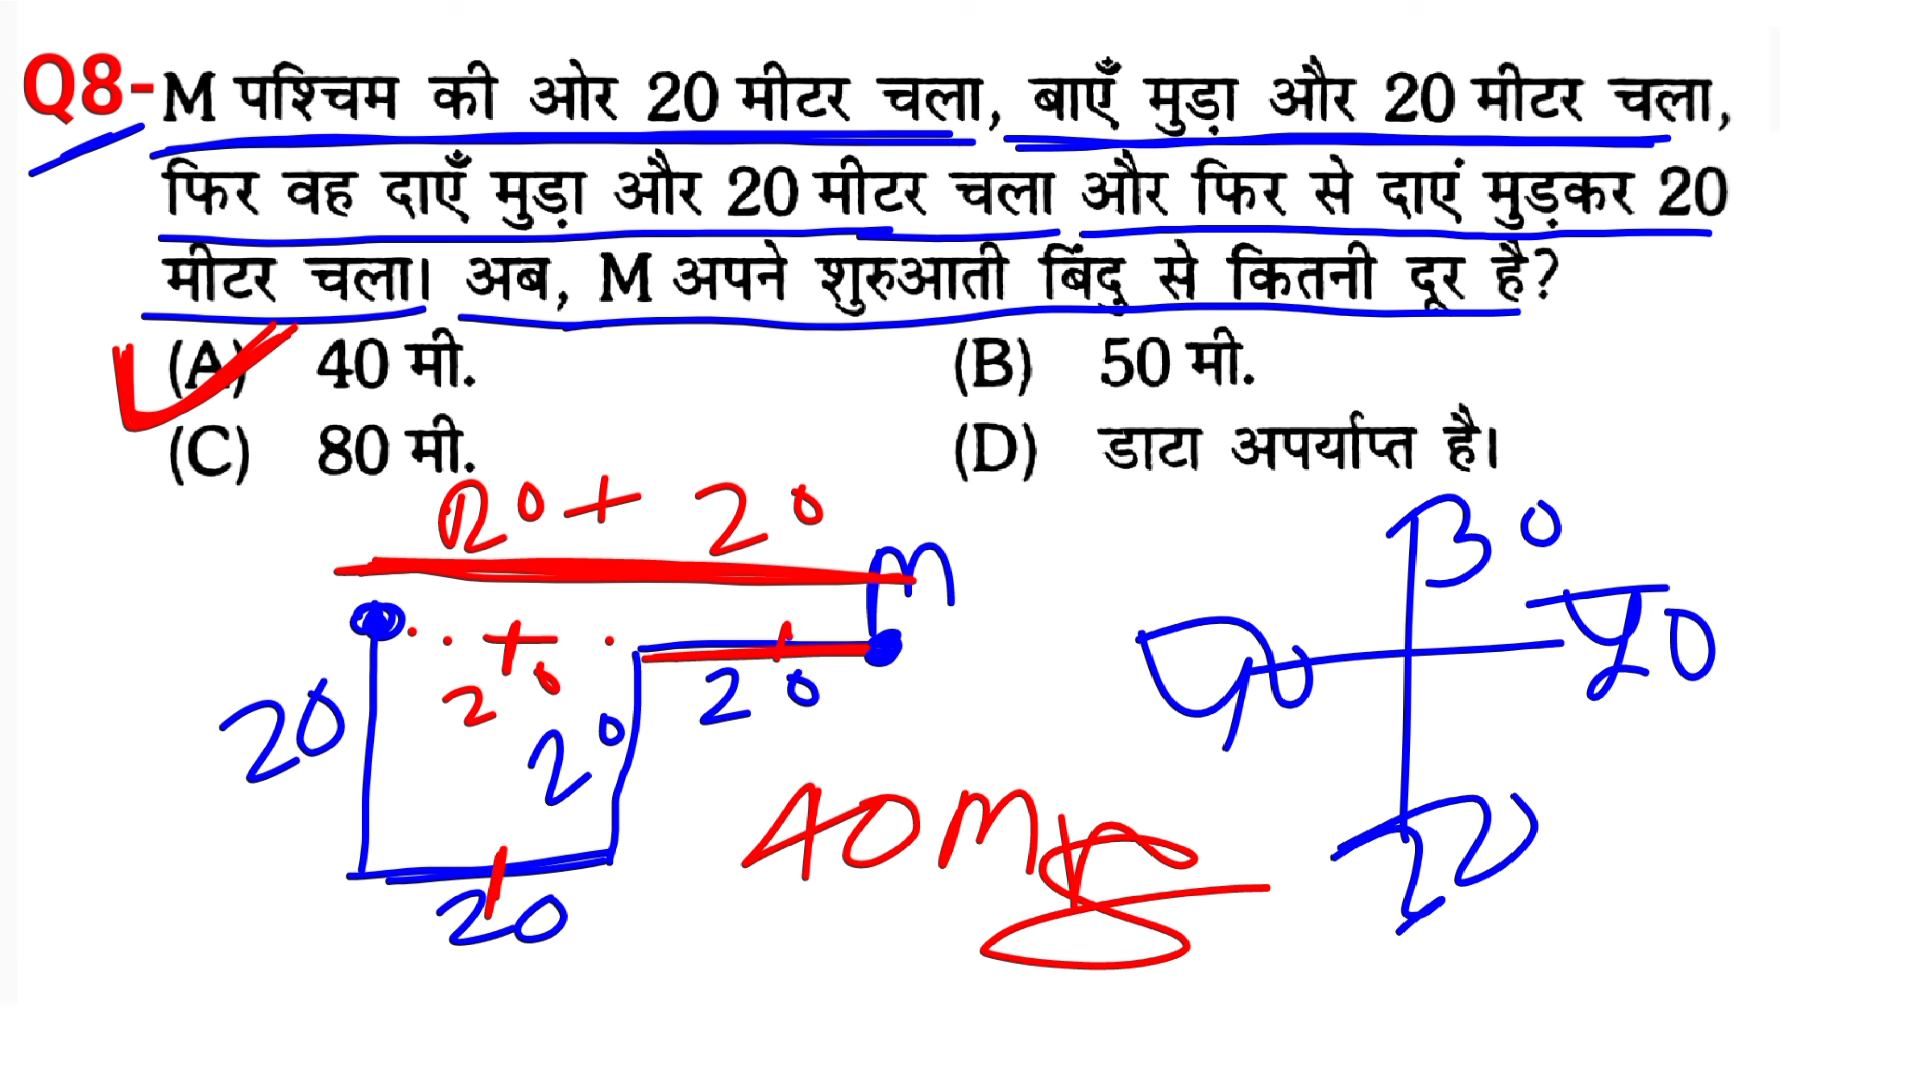 Q8- M पश्चिम की ओर 20 मीटर चला, बाएँ मुड़ा और 20 मीटर चला,
फिर वह दाएँ मुड़ा और 20 मीटर चला और फिर से दाएं मुड़कर 20
मीटर चला। अब, M अपने शुरुआती बिंदु से कितनी दूर है?
(A) 40 मी. (B) 50 मी.
(C) 80 मी. (D) डाटा अपर्याप्त है।
20 + 20
M
20
20
20
20
20
40M